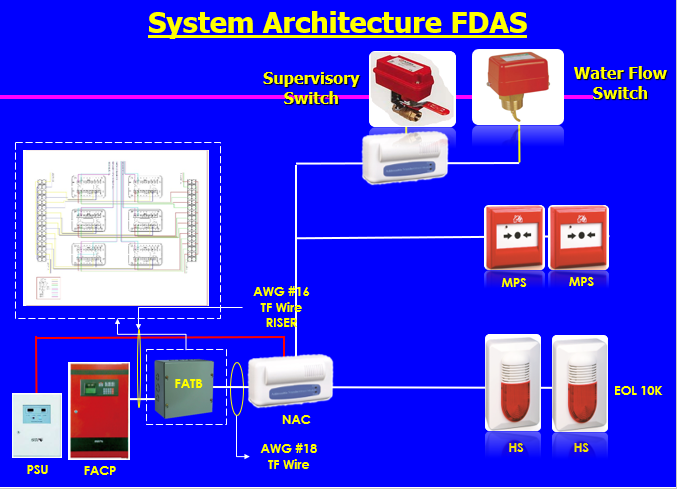 System Architecture FDAS
Supervisory
Switch
Water Flow
Switch
MPS
MPS
AWG #16
TF Wire
RISER
FATB
NAC
EOL 10K
HS
HS
AWG #18
TF Wire
PSU
FACP